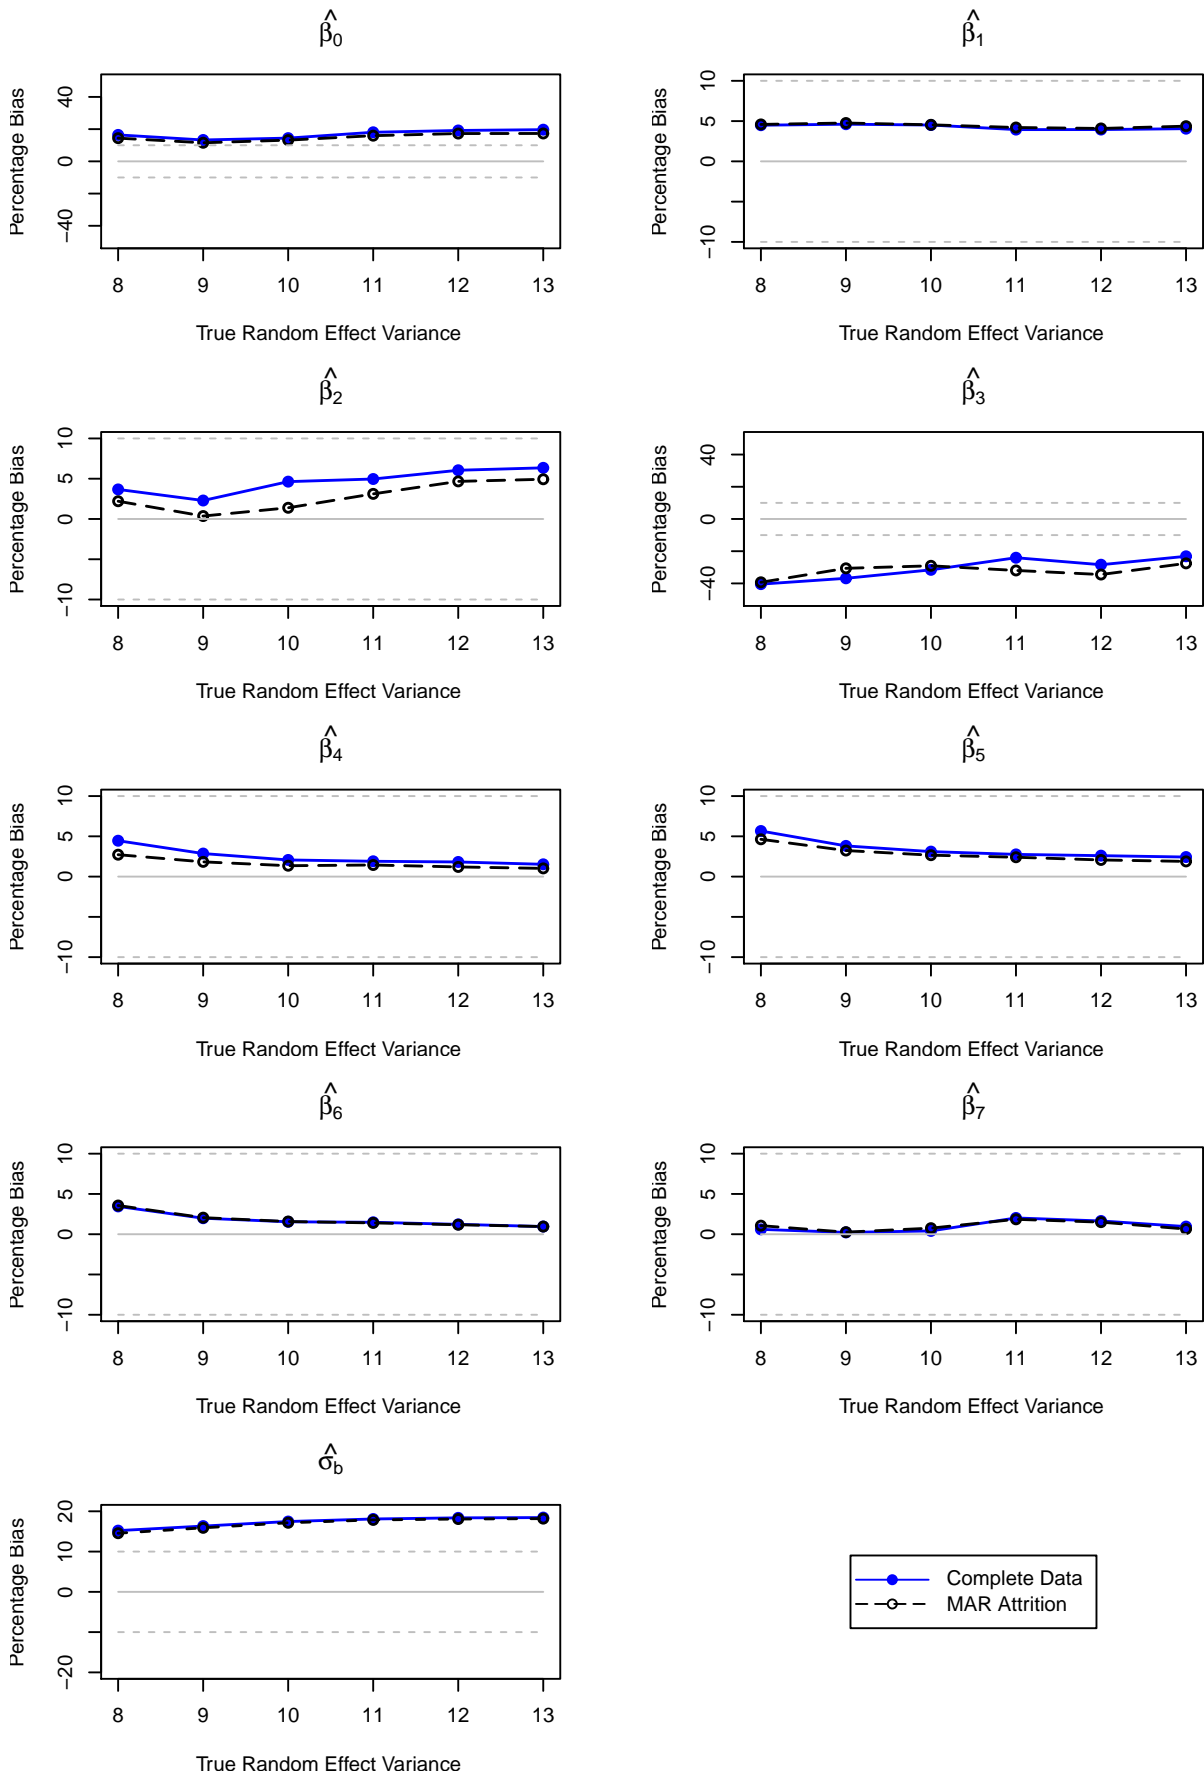 β̂0
Percentage Bias
−40 0 40
8 9 10 11 12 13
True Random Effect Variance
β̂1
Percentage Bias
−10 0 5 10
8 9 10 11 12 13
True Random Effect Variance
β̂2
Percentage Bias
−10 0 5 10
8 9 10 11 12 13
True Random Effect Variance
β̂3
Percentage Bias
−40 0 40
8 9 10 11 12 13
True Random Effect Variance
β̂4
Percentage Bias
−10 0 5 10
8 9 10 11 12 13
True Random Effect Variance
β̂5
Percentage Bias
−10 0 5 10
8 9 10 11 12 13
True Random Effect Variance
β̂6
Percentage Bias
−10 0 5 10
8 9 10 11 12 13
True Random Effect Variance
β̂7
Percentage Bias
−10 0 5 10
8 9 10 11 12 13
True Random Effect Variance
σ̂b
Percentage Bias
−20 0 10 20
8 9 10 11 12 13
True Random Effect Variance
Complete Data
MAR Attrition